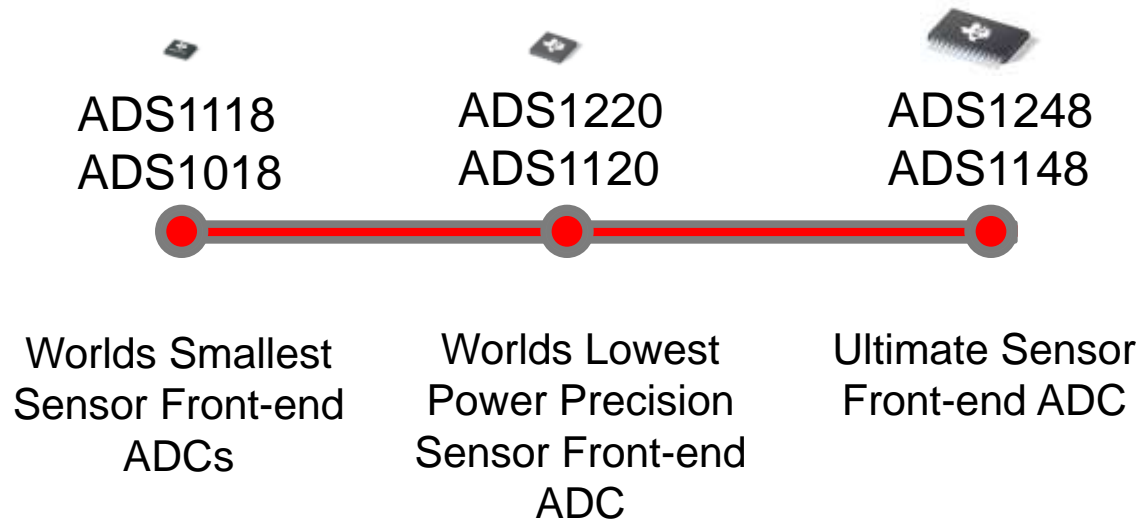 ADS1118
ADS1018
ADS1220
ADS1120
ADS1248
ADS1148
Worlds Smallest
Sensor Front-end
ADCs
Worlds Lowest
Power Precision
Sensor Front-end
ADC
Ultimate Sensor
Front-end ADC